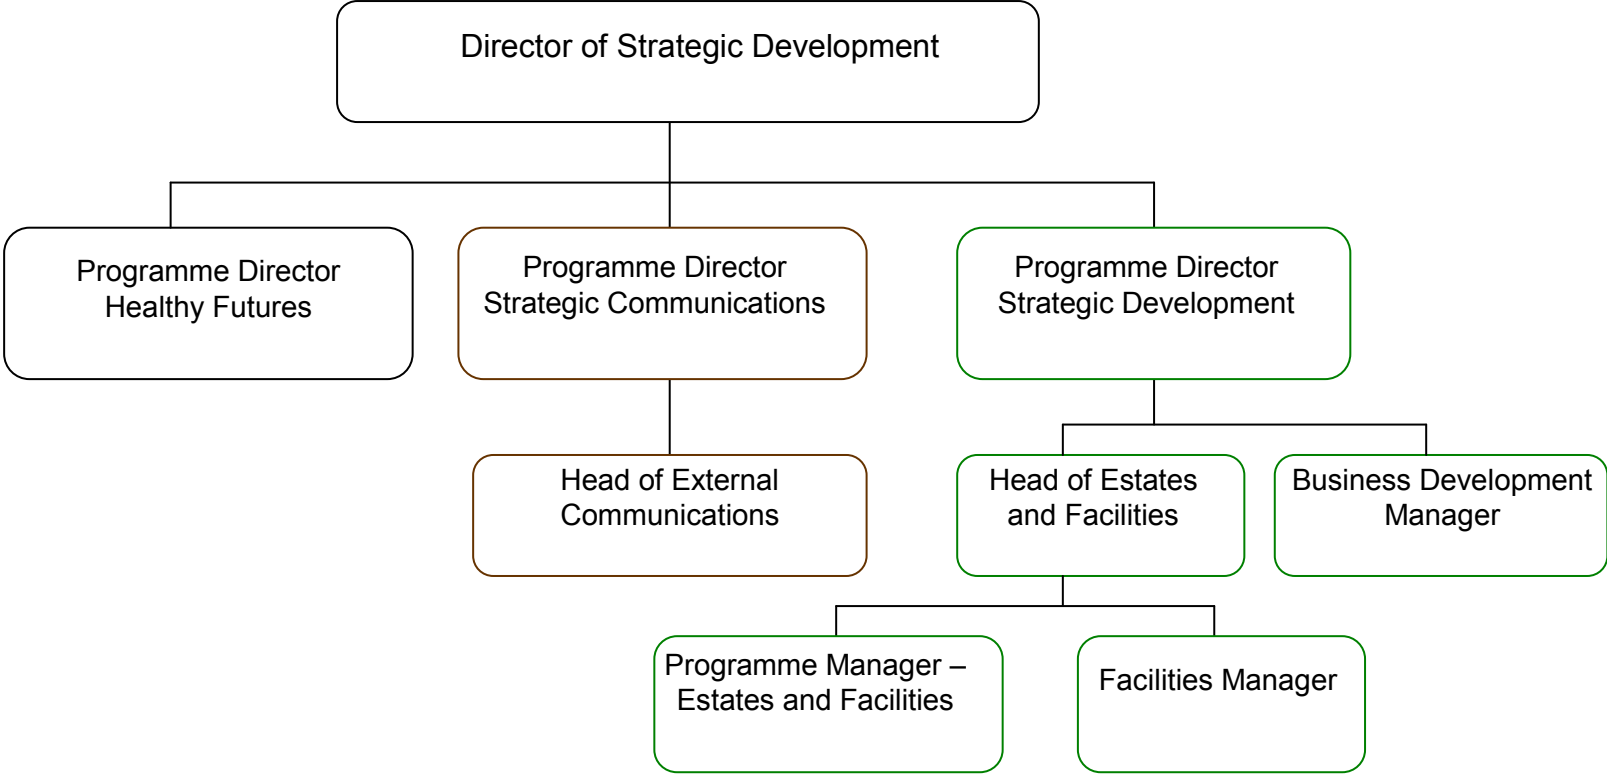 Director of Strategic Development
Programme Director
Healthy Futures
Programme Director
Strategic Communications
Programme Director
Strategic Development
Head of External
Communications
Head of Estates
and Facilities
Business Development
Manager
Programme Manager –
Estates and Facilities
Facilities Manager